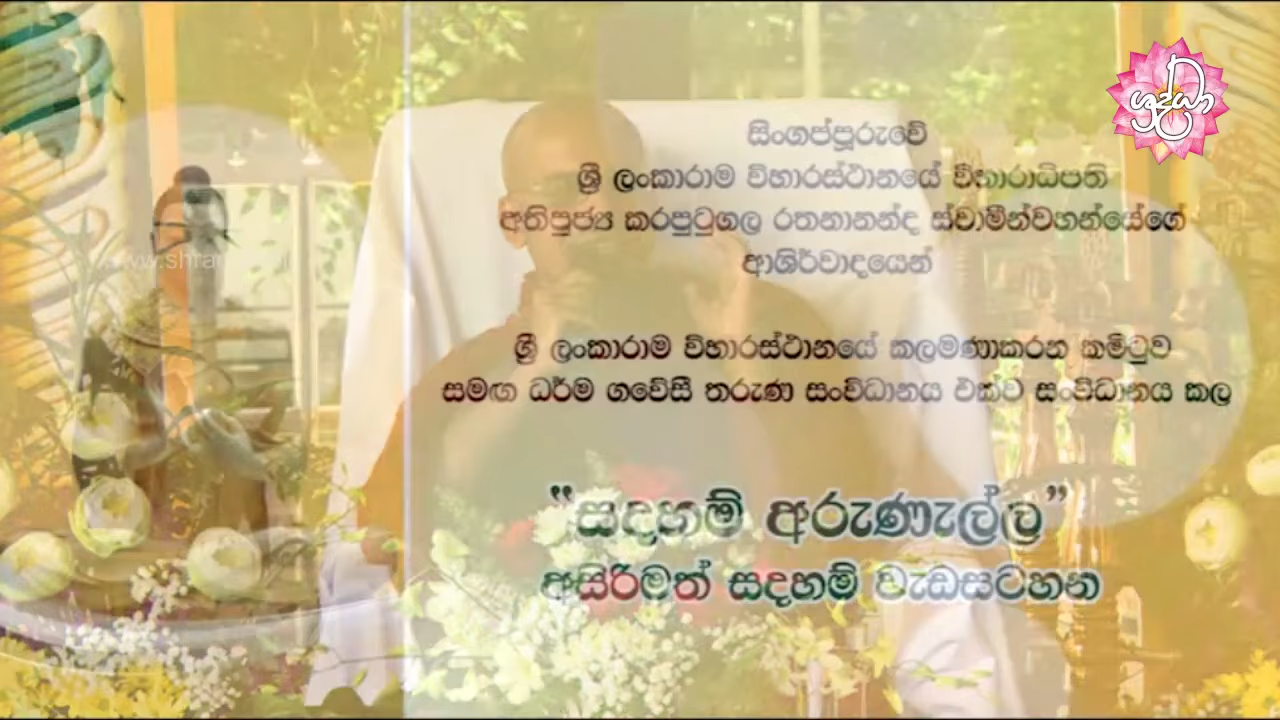 ශ්‍රද්ධා
සිංගප්පූරුවේ
ශ්‍රී ලංකාරාම විහාරස්ථානයේ විහාරාධිපති
අතිපූජ්‍ය කරපුටුගල රතනානන්ද ස්වාමීන්වහන්සේගේ
ආශිර්වාදයෙන්
ශ්‍රී ලංකාරාම විහාරස්ථානයේ කලමණාකරන කමිටුව
සමඟ ධර්ම ගවේසී තරුණ සංවිධානය එක්ව සංවිධානය කල
"සදහම් අරුණැල්ල"
අසිරිමත් සදහම් වැඩසටහන